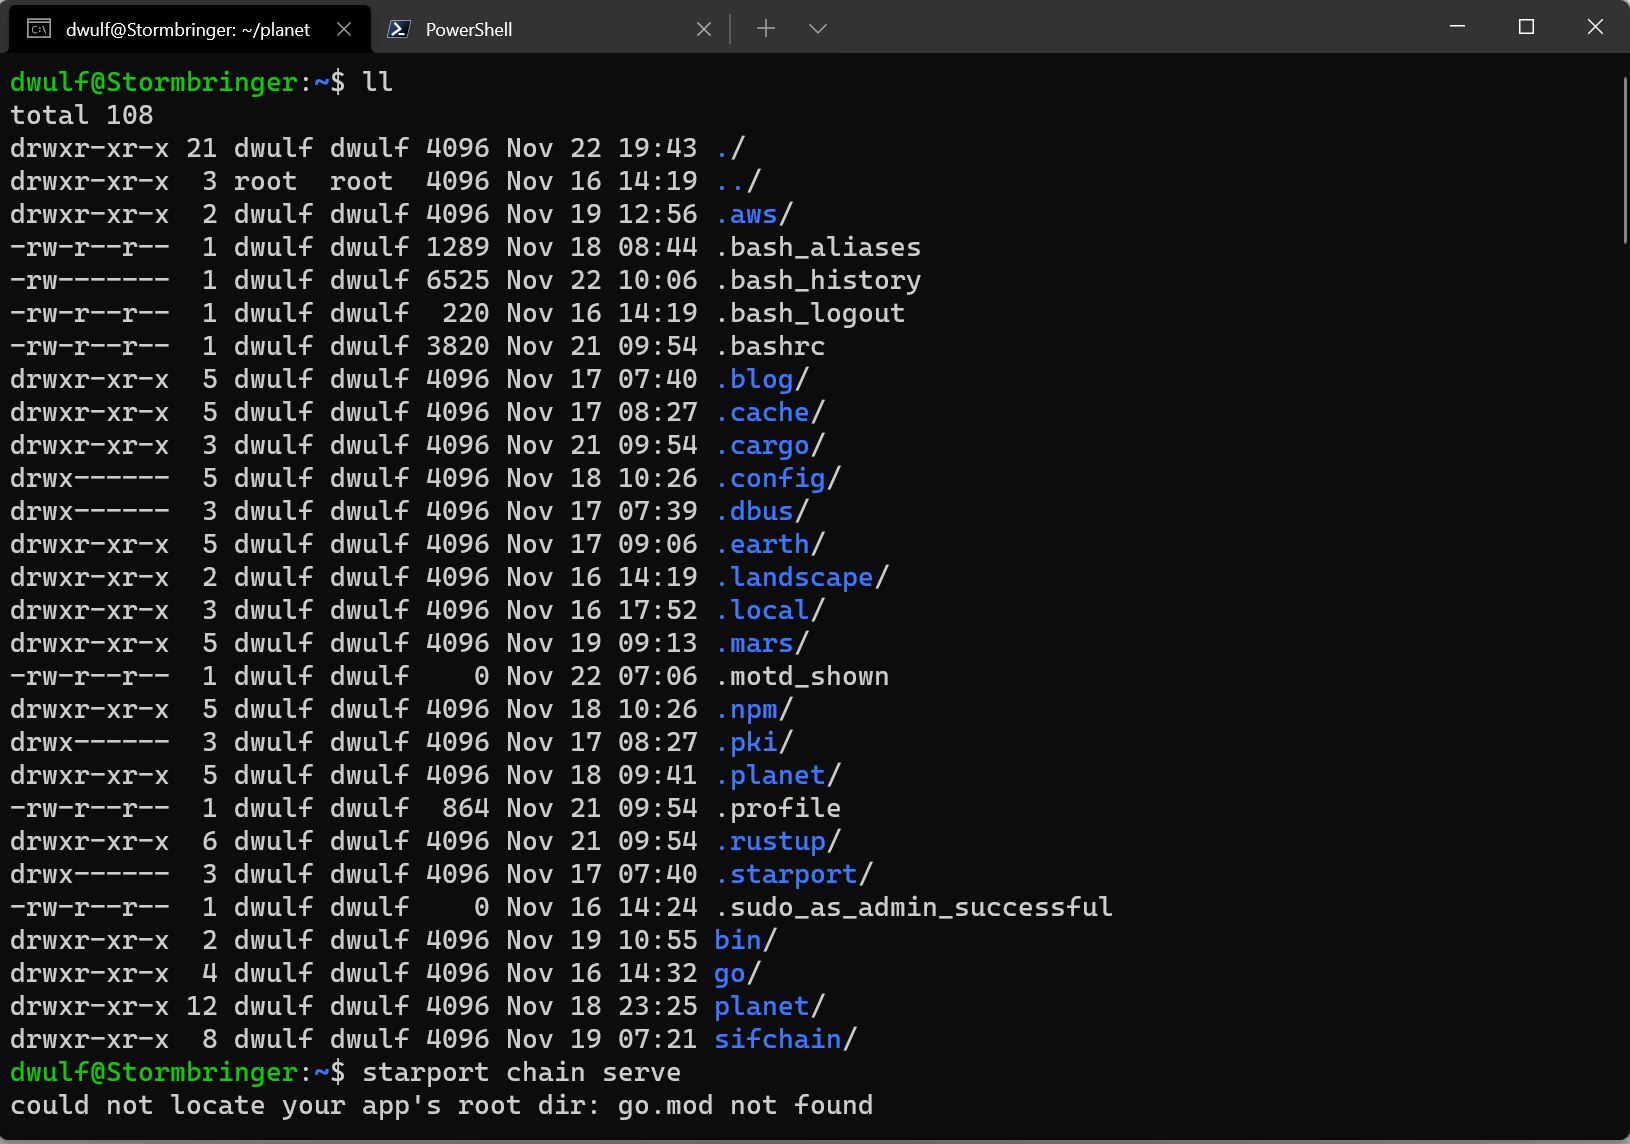 dwulf@Stormbringer: ~/planet
PowerShell
dwulf@Stormbringer:~$ ll
total 108
drwxr-xr-x 21 dwulf dwulf 4096 Nov 22 19:43 ./
drwxr-xr-x  3 root  root  4096 Nov 16 14:19 ../
drwxr-xr-x  2 dwulf dwulf 4096 Nov 19 12:56 .aws/
-rw-r--r--  1 dwulf dwulf 1289 Nov 18 08:44 .bash_aliases
-rw-------  1 dwulf dwulf 6525 Nov 22 10:06 .bash_history
-rw-r--r--  1 dwulf dwulf  220 Nov 16 14:19 .bash_logout
-rw-r--r--  1 dwulf dwulf 3820 Nov 21 09:54 .bashrc
drwxr-xr-x  5 dwulf dwulf 4096 Nov 17 07:40 .blog/
drwxr-xr-x  5 dwulf dwulf 4096 Nov 17 08:27 .cache/
drwxr-xr-x  3 dwulf dwulf 4096 Nov 21 09:54 .cargo/
drwx------  5 dwulf dwulf 4096 Nov 18 10:26 .config/
drwx------  3 dwulf dwulf 4096 Nov 17 07:39 .dbus/
drwxr-xr-x  5 dwulf dwulf 4096 Nov 17 09:06 .earth/
drwxr-xr-x  2 dwulf dwulf 4096 Nov 16 14:19 .landscape/
drwxr-xr-x  3 dwulf dwulf 4096 Nov 16 17:52 .local/
drwxr-xr-x  5 dwulf dwulf 4096 Nov 19 09:13 .mars/
-rw-r--r--  1 dwulf dwulf    0 Nov 22 07:06 .motd_shown
drwxr-xr-x  5 dwulf dwulf 4096 Nov 18 10:26 .npm/
drwx------  3 dwulf dwulf 4096 Nov 17 08:27 .pki/
drwxr-xr-x  5 dwulf dwulf 4096 Nov 18 09:41 .planet/
-rw-r--r--  1 dwulf dwulf  864 Nov 21 09:54 .profile
drwxr-xr-x  6 dwulf dwulf 4096 Nov 21 09:54 .rustup/
drwx------  3 dwulf dwulf 4096 Nov 17 07:40 .starport/
-rw-r--r--  1 dwulf dwulf    0 Nov 16 14:24 .sudo_as_admin_successful
drwxr-xr-x  2 dwulf dwulf 4096 Nov 19 10:55 bin/
drwxr-xr-x  4 dwulf dwulf 4096 Nov 16 14:32 go/
drwxr-xr-x 12 dwulf dwulf 4096 Nov 18 23:25 planet/
drwxr-xr-x  8 dwulf dwulf 4096 Nov 19 07:21 sifchain/
dwulf@Stormbringer:~$ starport chain serve
could not locate your app's root dir: go.mod not found